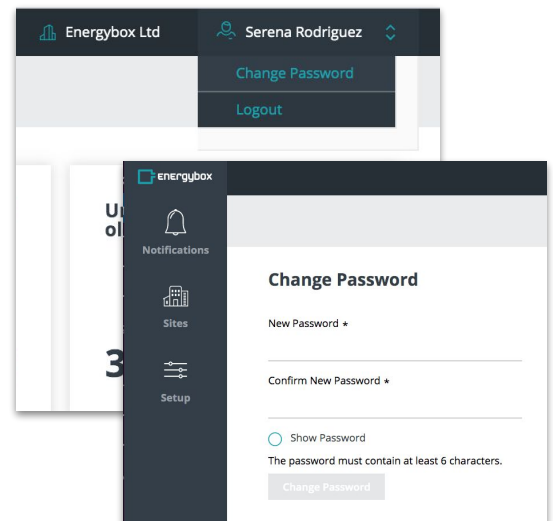 Energybox Ltd
Serena Rodriguez
Change Password
Logout
3
ENERGYBOX
Notifications
Sites
Setup
Change Password
New Password *
Confirm New Password *
Show Password
The password must contain at least 6 characters.
Change Password